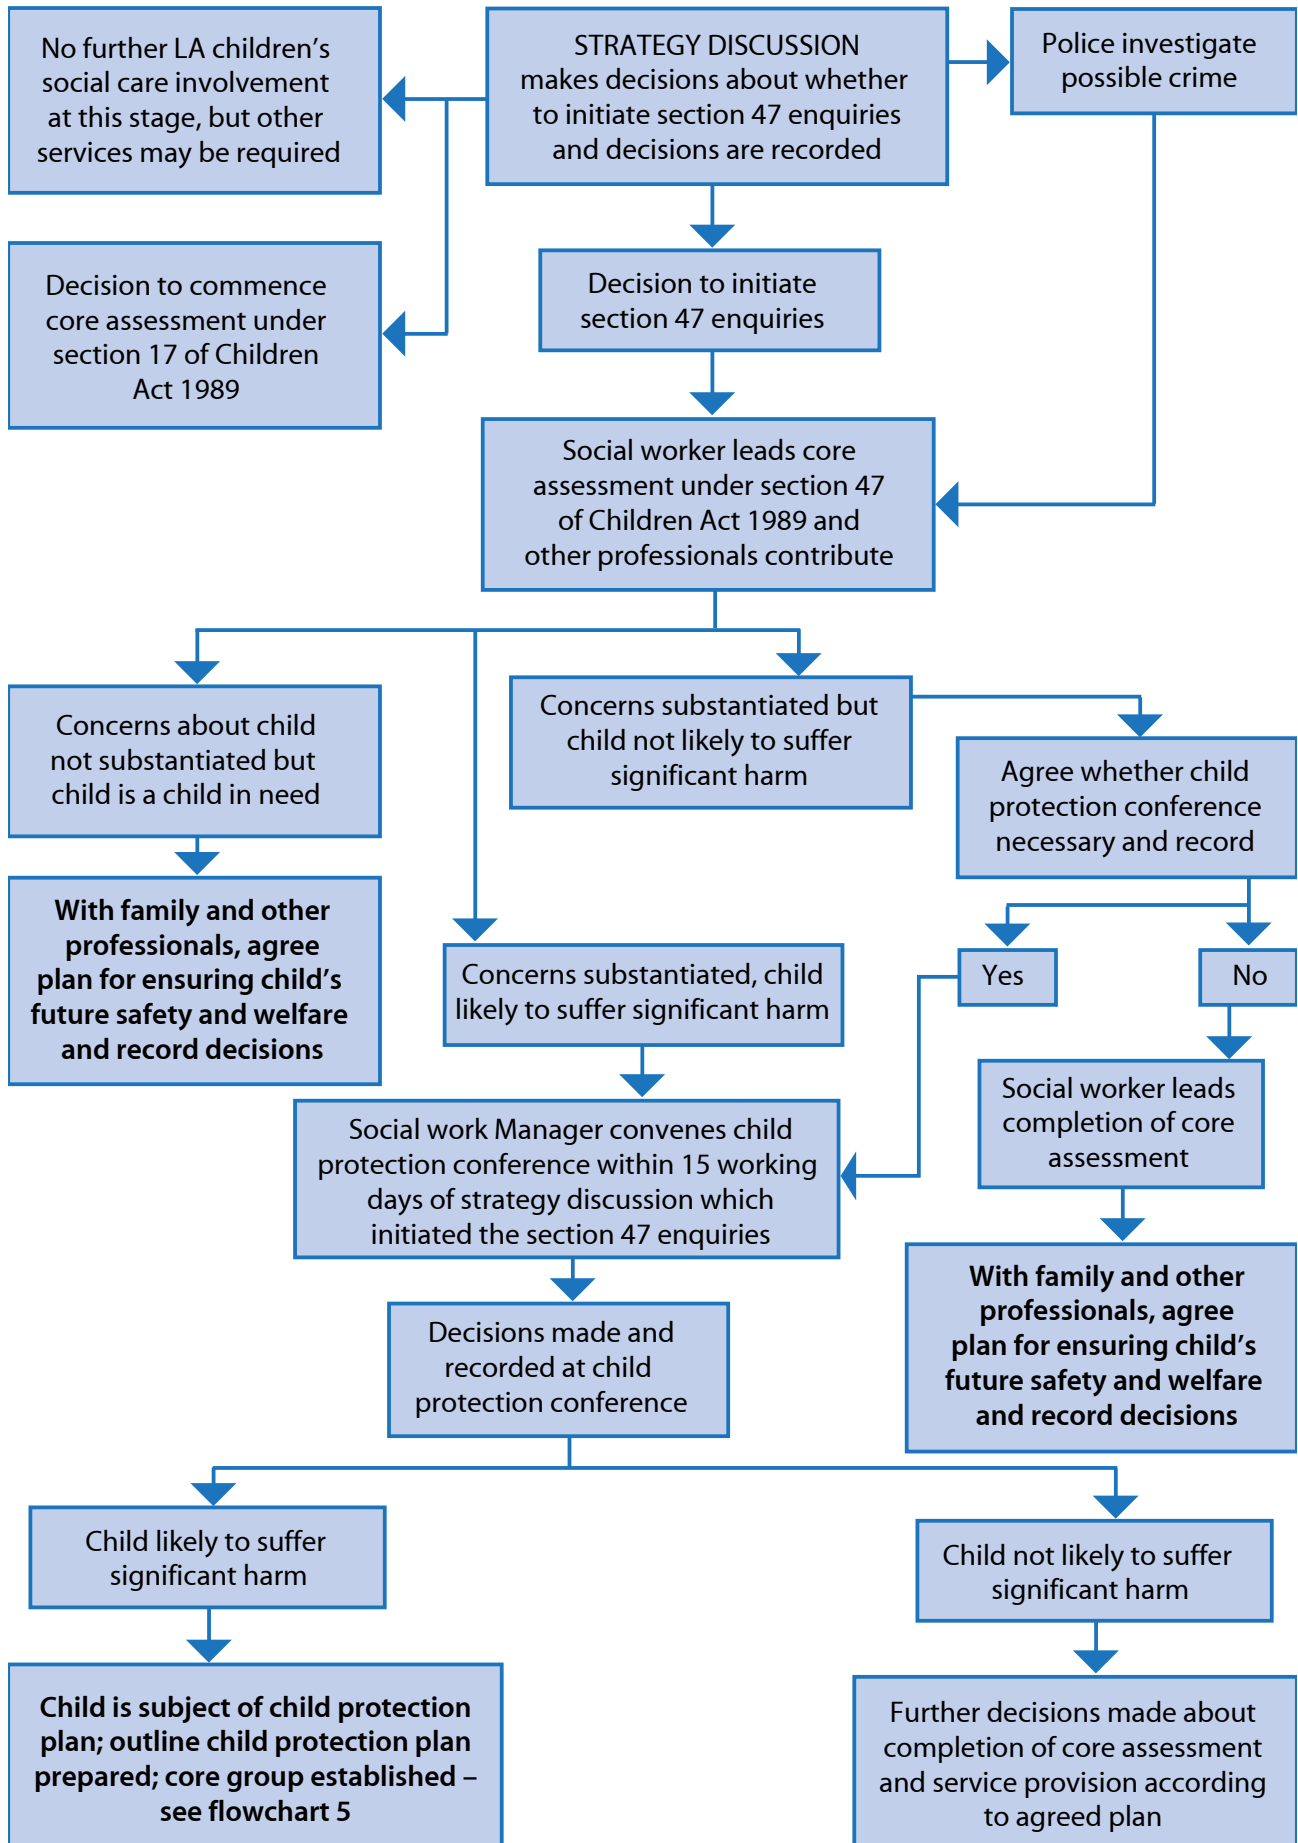 No further LA children’s
social care involvement
at this stage, but other
services may be required
STRATEGY DISCUSSION
makes decisions about whether
to initiate section 47 enquiries
and decisions are recorded
Police investigate
possible crime
Decision to commence
core assessment under
section 17 of Children
Act 1989
Decision to initiate
section 47 enquiries
Social worker leads core
assessment under section 47
of Children Act 1989 and
other professionals contribute
Concerns about child
not substantiated but
child is a child in need
Concerns substantiated but
child not likely to suffer
significant harm
Agree whether child
protection conference
necessary and record
With family and other
professionals, agree
plan for ensuring child’s
future safety and welfare
and record decisions
Concerns substantiated, child
likely to suffer significant harm
Yes
No
Social worker leads
completion of core
assessment
Social work Manager convenes child
protection conference within 15 working
days of strategy discussion which
initiated the section 47 enquiries
With family and other
professionals, agree
plan for ensuring child’s
future safety and welfare
and record decisions
Decisions made and
recorded at child
protection conference
Child likely to suffer
significant harm
Child not likely to suffer
significant harm
Child is subject of child protection
plan; outline child protection plan
prepared; core group established –
see flowchart 5
Further decisions made about
completion of core assessment
and service provision according
to agreed plan